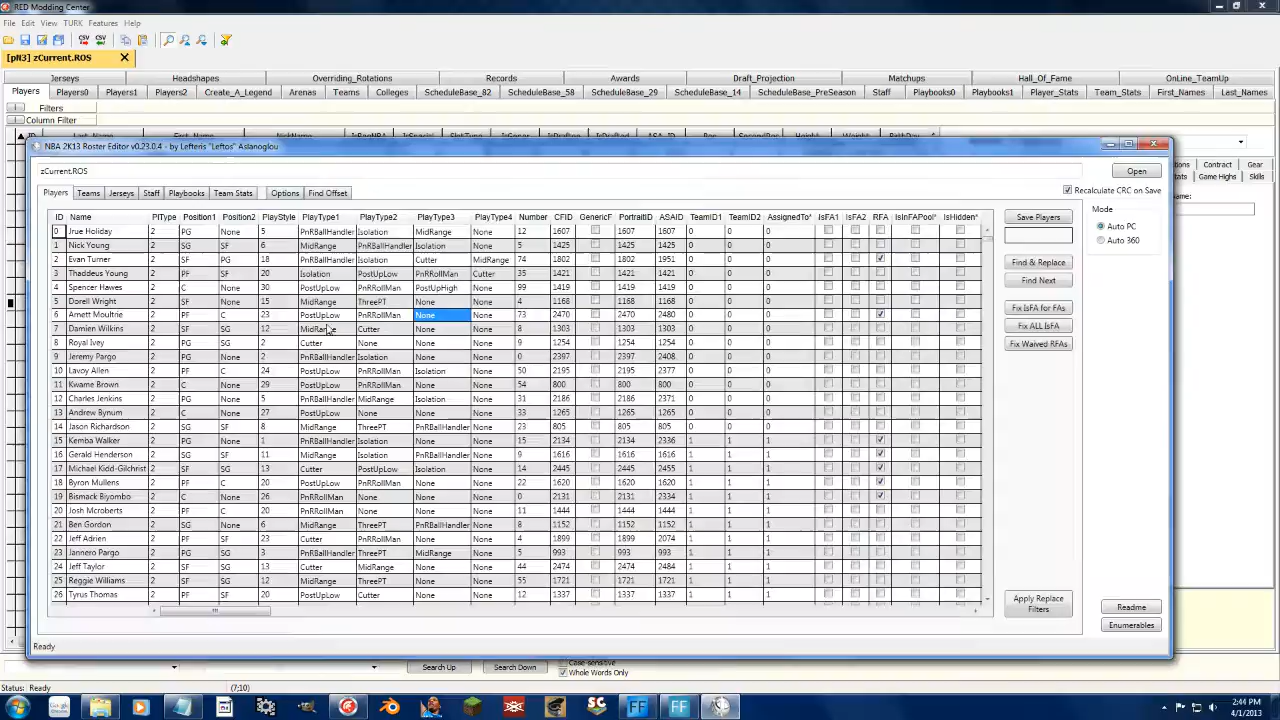 RED Modding Center
File Edit View TURK Features Help
[pN3] zCurrent.ROS
Jerseys Headshapes Overriding_Rotations Records Awards Draft_Projection Matchups Hall_Of_Fame OnLine_TeamUp
Players Players0 Players1 Players2 Create_A_Legend Arenas Teams Colleges ScheduleBase_82 ScheduleBase_58 ScheduleBase_29 ScheduleBase_14 ScheduleBase_PreSeason Staff Playbooks0 Playbooks1 Player_Stats Team_Stats First_Names Last_Names
Filters
Column Filter
NBA 2K13 Roster Editor v0.23.0.4 - by Lefteris "Leftos" Aslanoglou
Contract Gear
Game Highs Skills
zCurrent.ROS Open
Players Teams Jerseys Staff Playbooks Team Stats Options Find Offset
Recalculate CRC on Save
Mode
Auto PC
Auto 360
Save Players
Find & Replace
Find Next
Fix IsFA for FAs
Fix ALL IsFA
Fix Waived RFAs
Apply Replace
Filters
Readme
Enumerables
ID Name PlType Position1 Position2 PlayStyle PlayType1 PlayType2 PlayType3 PlayType4 Number CFID GenericF PortraitID ASAID TeamID1 TeamID2 AssignedTo* IsFA1 IsFA2 RFA IsInFAPool* IsHidden*
0 Jrue Holiday 2 PG None 5 PnRBallHandler Isolation MidRange None 12 1607 1607 1607 0 0 0
1 Nick Young 2 SG SF 6 MidRange PnRBallHandler Isolation None 5 1425 1425 1425 0 0 0
2 Evan Turner 2 SF PG 18 PnRBallHandler Isolation Cutter MidRange 74 1802 1802 1951 0 0 0
3 Thaddeus Young 2 PF SF 20 Isolation PostUpLow PnRRollMan Cutter 35 1421 1421 1421 0 0 0
4 Spencer Hawes 2 C None 30 PostUpLow PnRRollMan PostUpHigh None 99 1419 1419 1419 0 0 0
5 Dorell Wright 2 SF None 15 MidRange ThreePT None None 4 1168 1168 1168 0 0 0
6 Arnett Moultrie 2 PF C 23 PostUpLow PnRRollMan None None 73 2470 2470 2480 0 0 0
7 Damien Wilkins 2 SF SG 12 MidRange Cutter None None 8 1303 1303 1303 0 0 0
8 Royal Ivey 2 PG SG 2 Cutter None None None 9 1254 1254 1254 0 0 0
9 Jeremy Pargo 2 PG None 2 PnRBallHandler Isolation None None 0 2397 2397 2408 0 0 0
10 Lavoy Allen 2 PF C 24 PostUpLow PnRRollMan Isolation None 50 2195 2195 2377 0 0 0
11 Kwame Brown 2 C None 29 PostUpLow PnRRollMan None None 54 800 800 800 0 0 0
12 Charles Jenkins 2 PG SG 5 PnRBallHandler MidRange Isolation None 31 2186 2186 2371 0 0 0
13 Andrew Bynum 2 C None 27 PostUpLow None None None 33 1265 1265 1265 0 0 0
14 Jason Richardson 2 SG SF 8 MidRange ThreePT PnRBallHandler None 23 805 805 805 0 0 0
15 Kemba Walker 2 PG None 1 PnRBallHandler Isolation None None 15 2134 2134 2336 1 1 1
16 Gerald Henderson 2 SG SF 11 MidRange Isolation PnRBallHandler None 9 1616 1616 1616 1 1 1
17 Michael Kidd-Gilchrist 2 SF SG 13 Cutter PostUpLow Isolation None 14 2445 2445 2455 1 1 1
18 Byron Mullens 2 PF C 20 PostUpLow PnRRollMan PnRRollMan None 22 1620 1620 1620 1 1 1
19 Bismack Biyombo 2 C None 26 PnRRollMan None None None 0 2131 2131 2334 1 1 1
20 Josh Mcroberts 2 PF C 20 PnRRollMan None None None 11 1444 1444 1444 1 1 1
21 Ben Gordon 2 SG None 6 MidRange ThreePT PnRBallHandler None 8 1152 1152 1152 1 1 1
22 Jeff Adrien 2 PF SF 23 Cutter PnRRollMan None None 4 1899 1899 2074 1 1 1
23 Jannero Pargo 2 PG SG 3 PnRBallHandler ThreePT MidRange None 5 993 993 993 1 1 1
24 Jeff Taylor 2 SF SG 13 Cutter MidRange None None 44 2474 2474 2484 1 1 1
25 Reggie Williams 2 SF SG 12 MidRange ThreePT None None 55 1721 1721 1721 1 1 1
26 Tyrus Thomas 2 PF SF 20 PostUpLow Cutter None None 12 1337 1337 1337 1 1 1
Ready
Search Up Search Down Case-sensitive
Whole Words Only
Status: Ready (7;10)
2:44 PM
4/1/2013